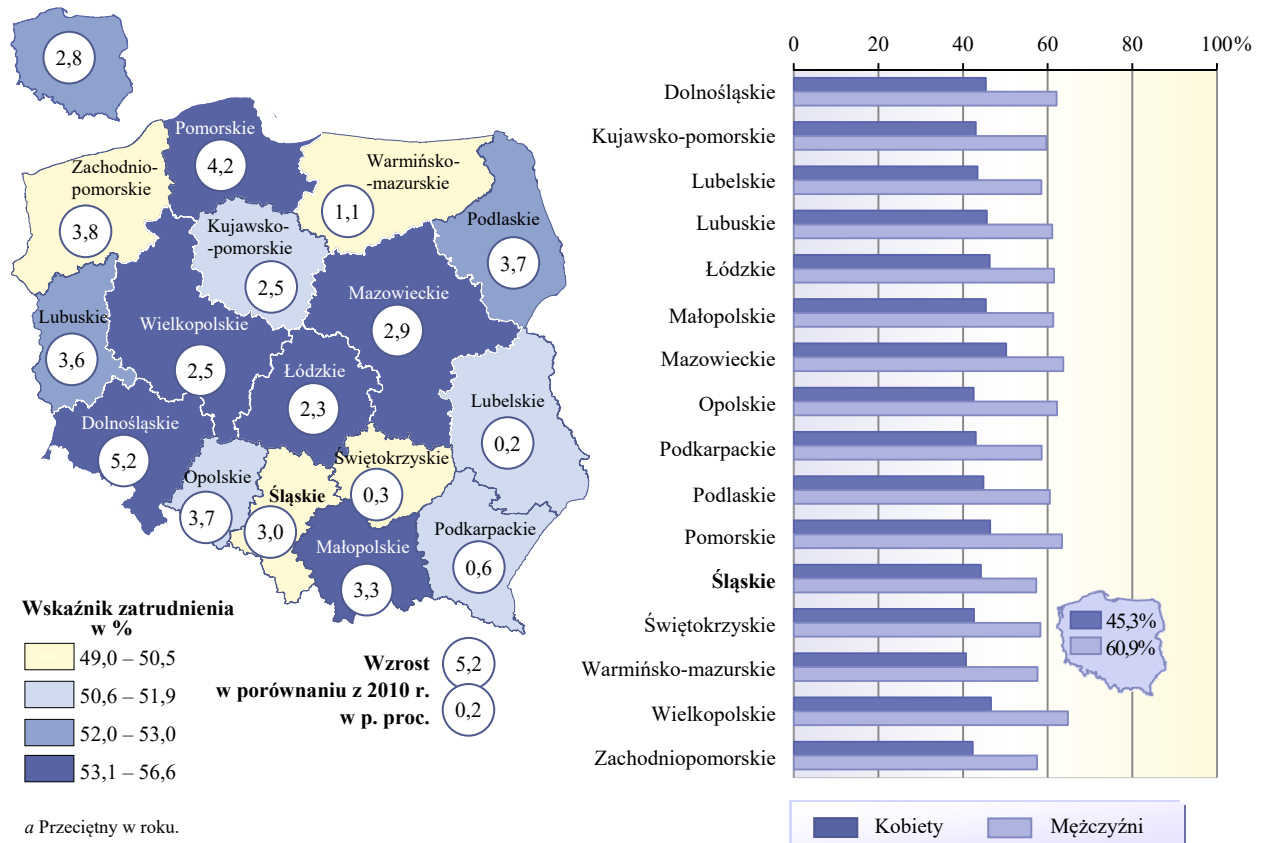 2,8
Pomorskie
4,2
Zachodnio-
pomorskie
3,8
Warmińsko-
-mazurskie
1,1
Podlaskie
3,7
Kujawsko-
-pomorskie
2,5
Mazowieckie
2,9
Lubuskie
3,6
Wielkopolskie
2,5
Łódzkie
2,3
Lubelskie
0,2
Dolnośląskie
5,2
Opolskie
3,7
Śląskie
3,0
Świętokrzyskie
0,3
Małopolskie
3,3
Podkarpackie
0,6
Wskaźnik zatrudnienia
w %
49,0 – 50,5
50,6 – 51,9
52,0 – 53,0
53,1 – 56,6
Wzrost
w porównaniu z 2010 r.
w p. proc.
5,2
0,2
a Przeciętny w roku.
0 20 40 60 80 100%
Dolnośląskie
Kujawsko-pomorskie
Lubelskie
Lubuskie
Łódzkie
Małopolskie
Mazowieckie
Opolskie
Podkarpackie
Podlaskie
Pomorskie
Śląskie
Świętokrzyskie
Warmińsko-mazurskie
Wielkopolskie
Zachodniopomorskie
45,3%
60,9%
Kobiety Mężczyźni